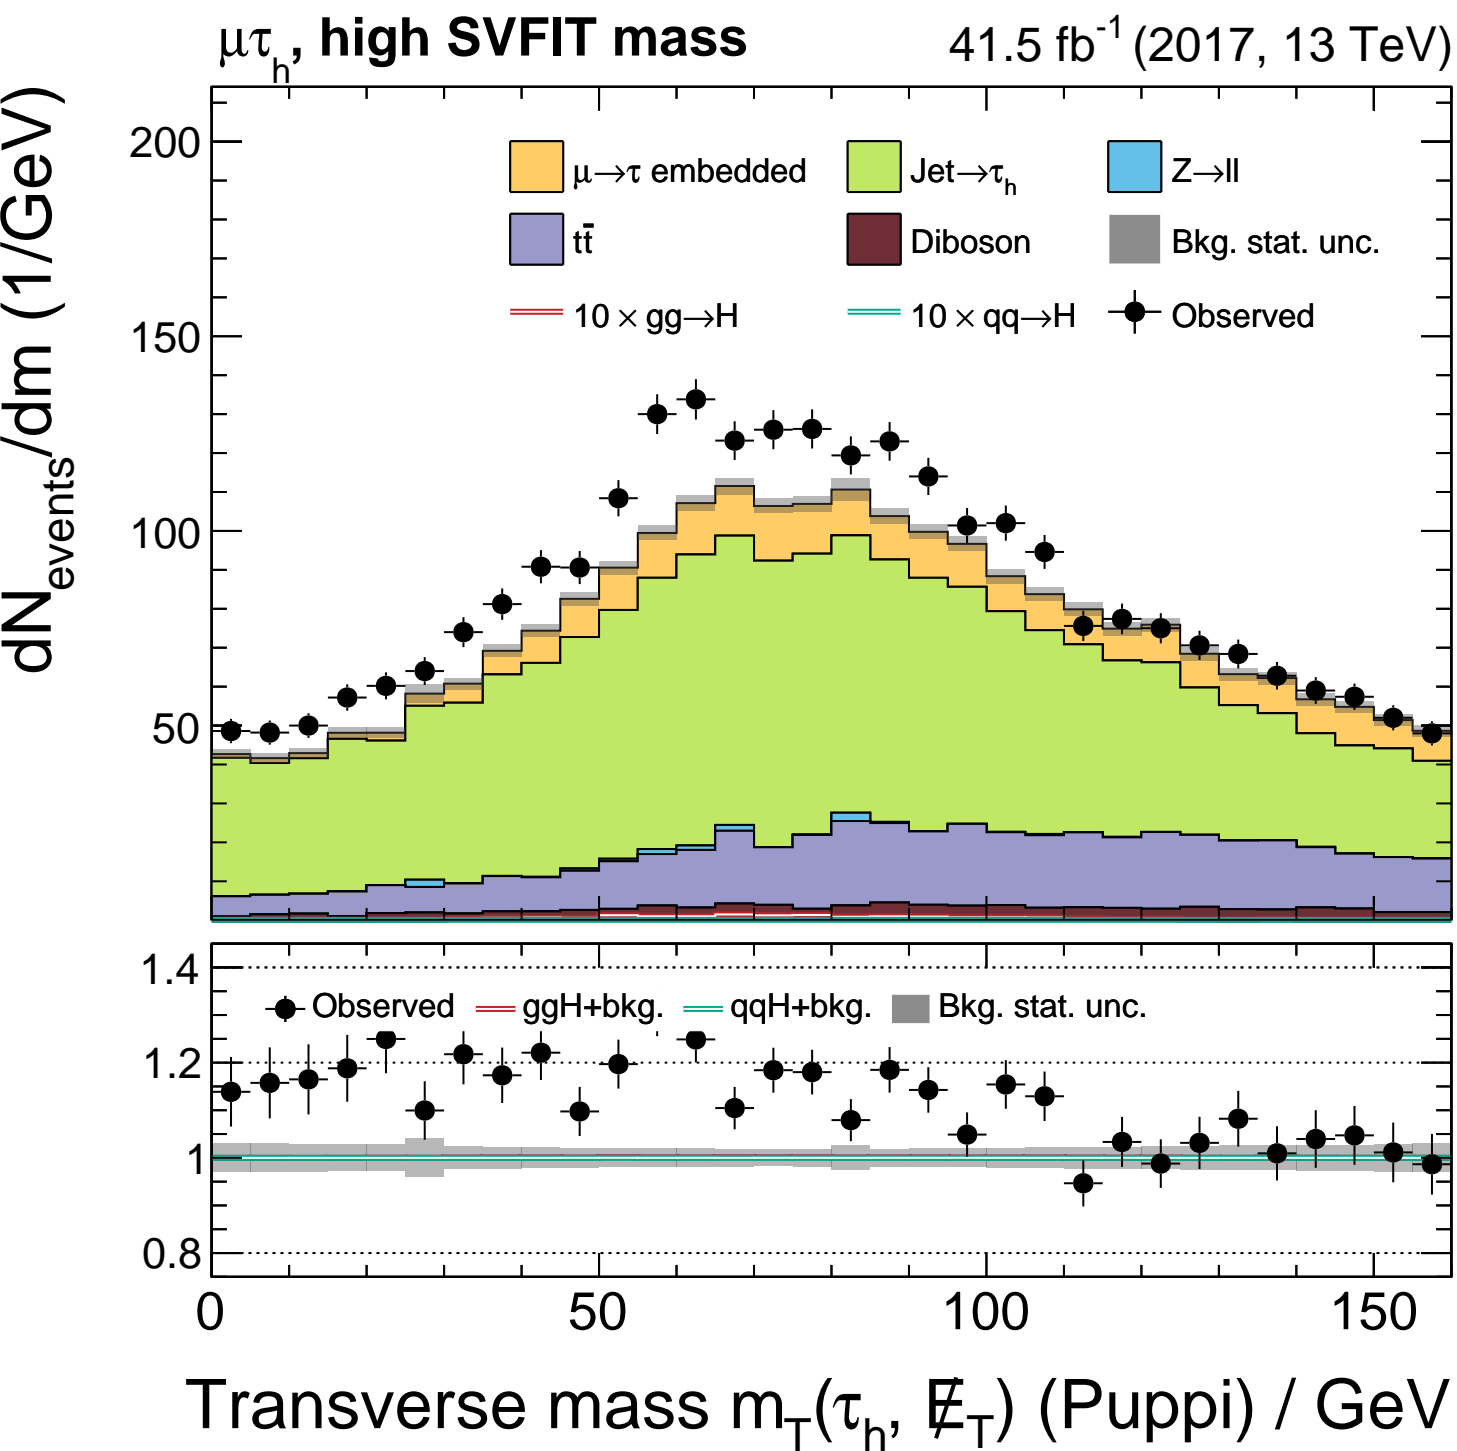 μτh, high SVFIT mass 41.5 fb-1 (2017, 13 TeV)
dNevents/dm (1/GeV)
200
150
100
50
μ→τ embedded Jet→τh Z→ll
tt̄ Diboson Bkg. stat. unc.
10 × gg→H 10 × qq→H Observed
1.4
1.2
1
0.8
Observed ggH+bkg. qqH+bkg. Bkg. stat. unc.
0 50 100 150
Transverse mass mT(τh, E̸T) (Puppi) / GeV